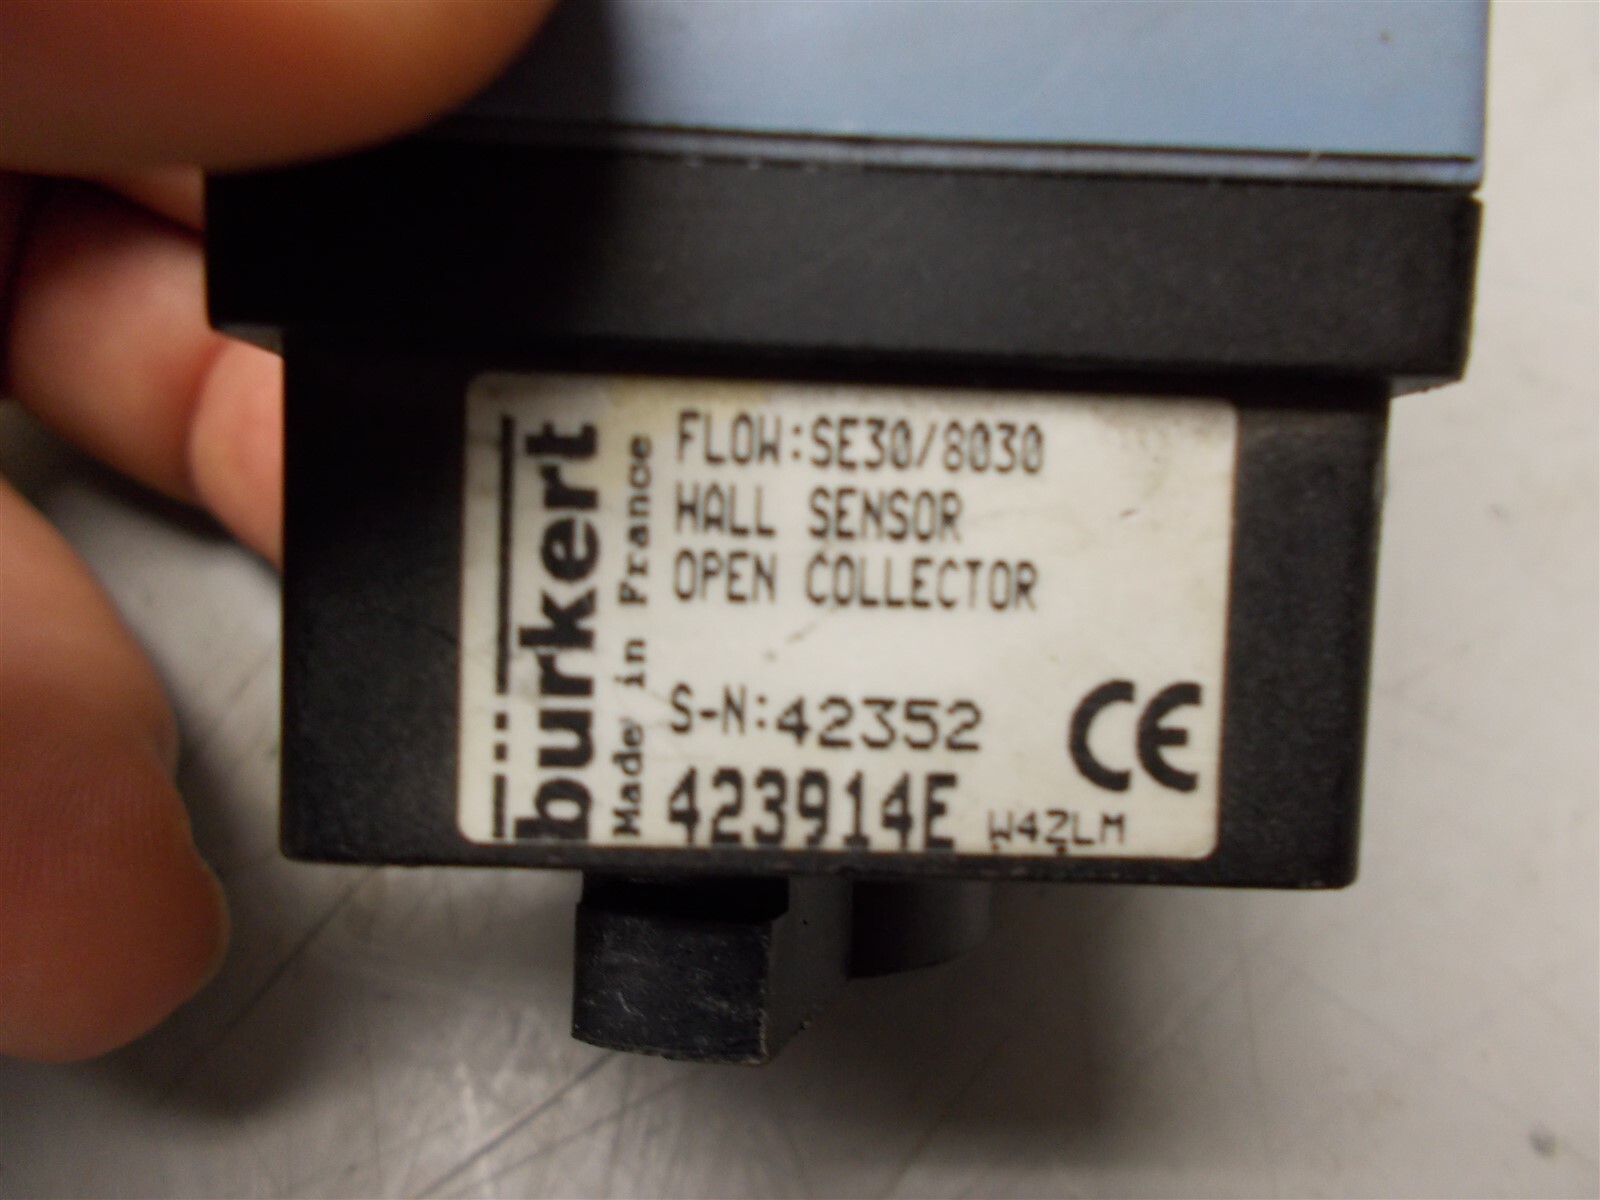 bürkert
Made in France
FLOW:SE30/8030
HALL SENSOR
OPEN COLLECTOR
S-N:42352
CE
423914E W42LM